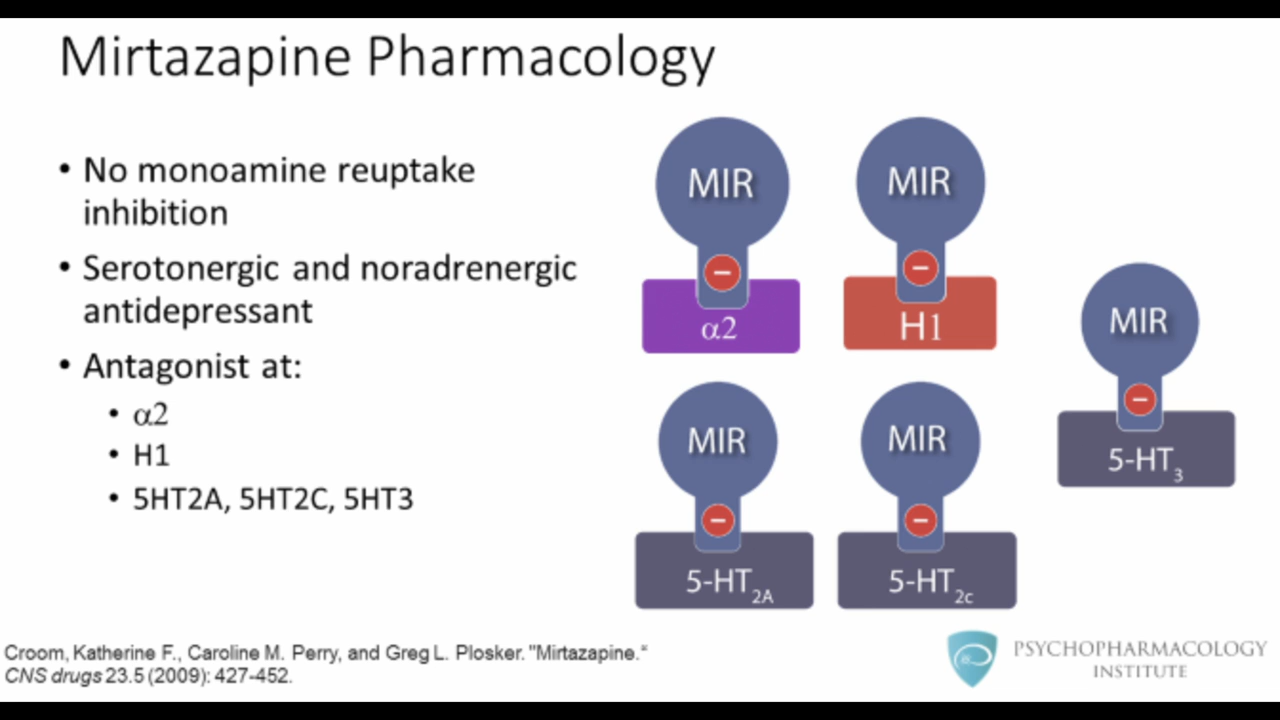 Mirtazapine Pharmacology
• No monoamine reuptake
inhibition
• Serotonergic and noradrenergic
antidepressant
• Antagonist at:
• α2
• H1
• 5HT2A, 5HT2C, 5HT3
MIR
α2
MIR
H1
MIR
5-HT3
MIR
5-HT2A
MIR
5-HT2c
Croom, Katherine F., Caroline M. Perry, and Greg L. Plosker. "Mirtazapine.“
CNS drugs 23.5 (2009): 427-452.
PSYCHOPHARMACOLOGY
INSTITUTE